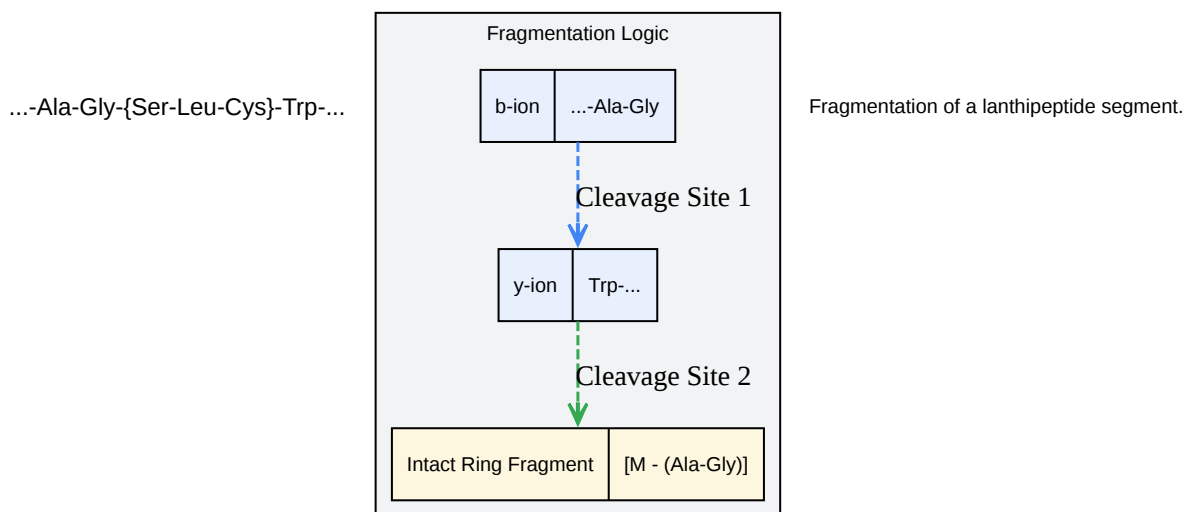 Fragmentation Logic
...-Ala-Gly-{Ser-Leu-Cys}-Trp-...
b-ion
...-Ala-Gly
Fragmentation of a lanthipeptide segment.
Cleavage Site 1
y-ion
Trp-...
Cleavage Site 2
Intact Ring Fragment
[M - (Ala-Gly)]